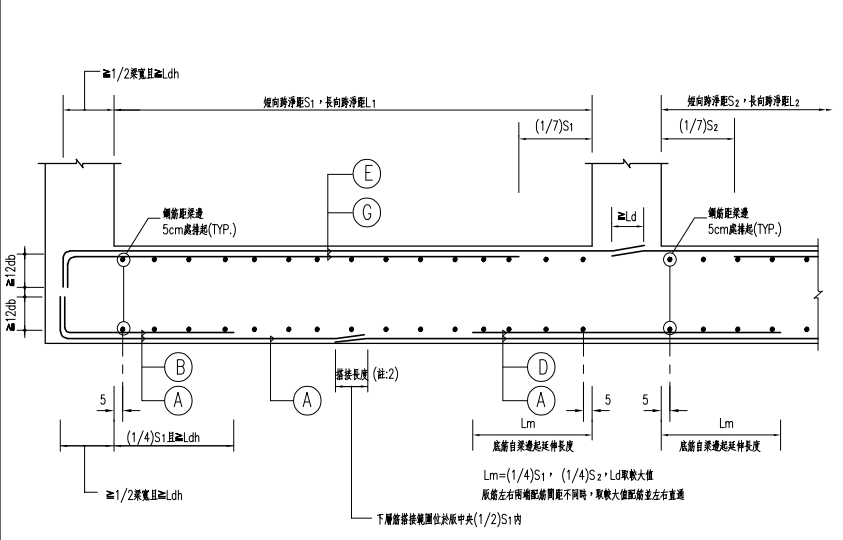 ≧1/2梁寬且≧Ldh
短向跨淨距S1，長向跨淨距L1
短向跨淨距S2，長向跨淨距L2
(1/7)S1
(1/7)S2
E
G
鋼筋距梁邊
5cm處排起(TYP.)
≧Ld
鋼筋距梁邊
5cm處排起(TYP.)
≧12db
≧12db
B
A
A
搭接長度 (註:2)
D
A
5
5
5
(1/4)S1且≧Ldh
Lm
底筋自梁邊起延伸長度
Lm
底筋自梁邊起延伸長度
≧1/2梁寬且≧Ldh
Lm=(1/4)S1， (1/4)S2，Ld取較大值
版筋左右兩端配筋間距不同時，取較大值配筋並左右直通
下層筋搭接範圍位於版中央(1/2)S1內